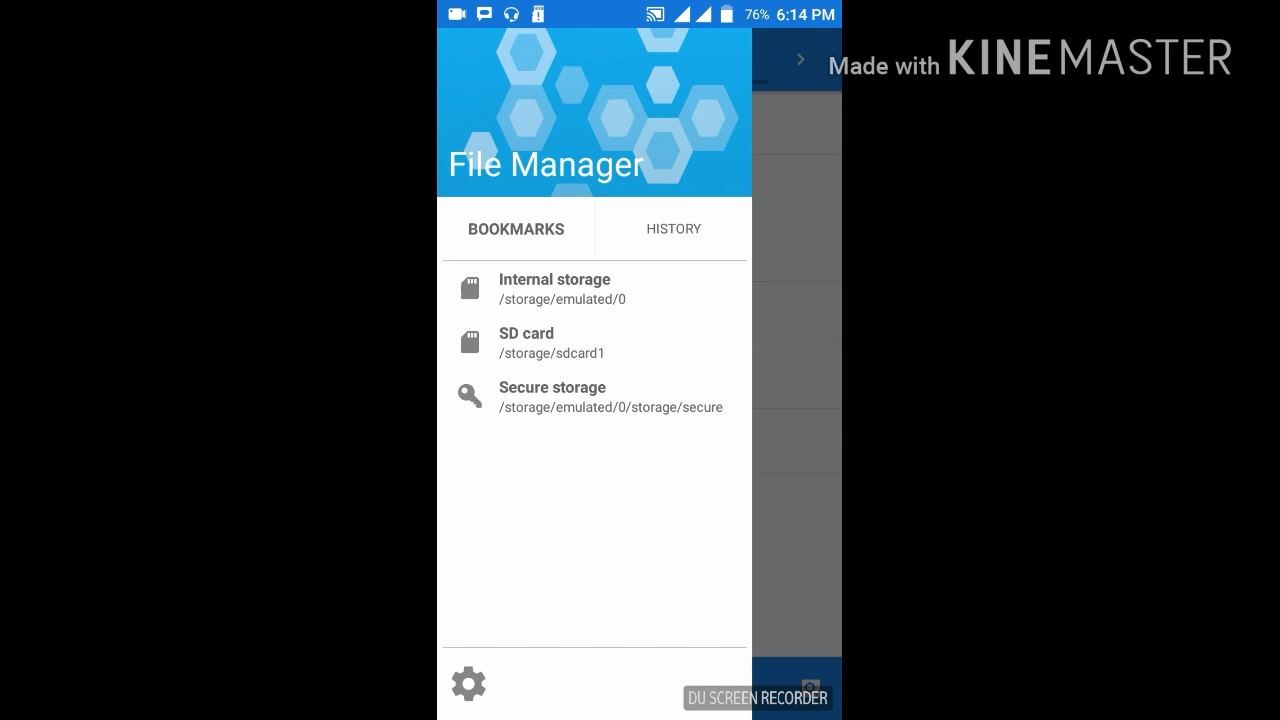 76% 6:14 PM
Made with KINEMASTER
File Manager
BOOKMARKS
HISTORY
Internal storage
/storage/emulated/0
SD card
/storage/sdcard1
Secure storage
/storage/emulated/0/storage/secure
DU SCREEN RECORDER